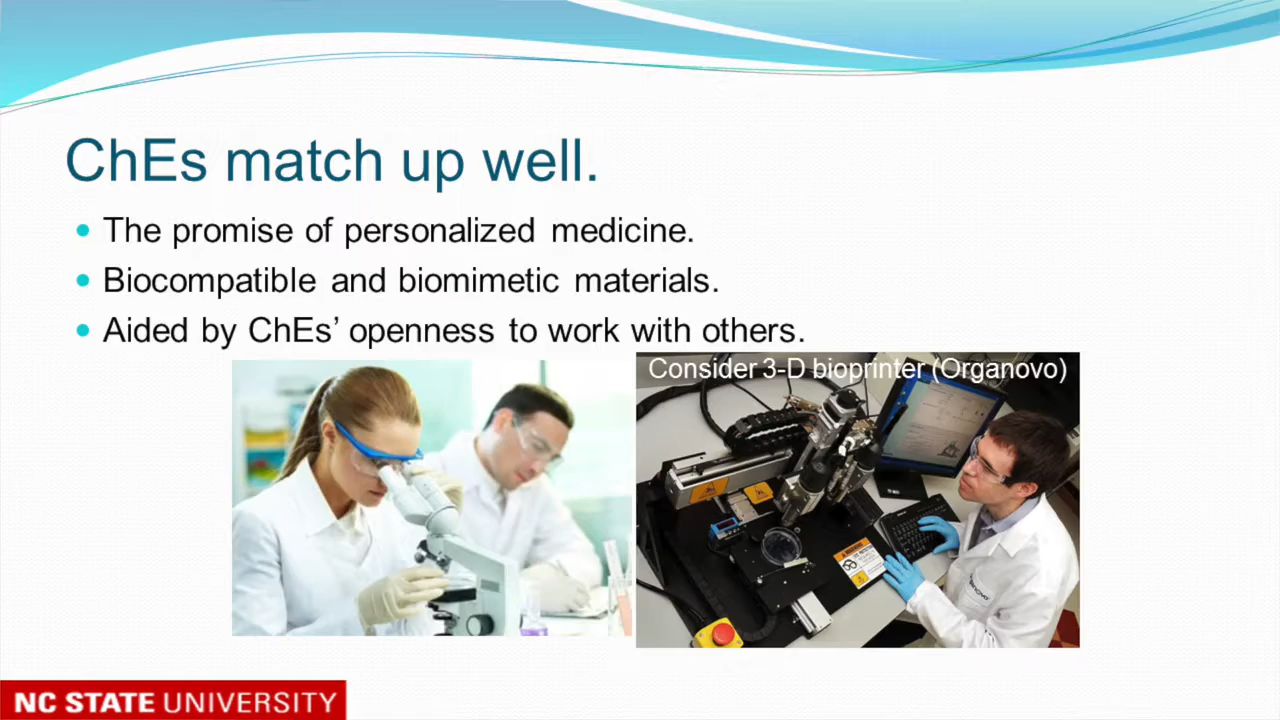 ChEs match up well.
The promise of personalized medicine.
Biocompatible and biomimetic materials.
Aided by ChEs’ openness to work with others.
Consider 3-D bioprinter (Organovo)
NC STATE UNIVERSITY